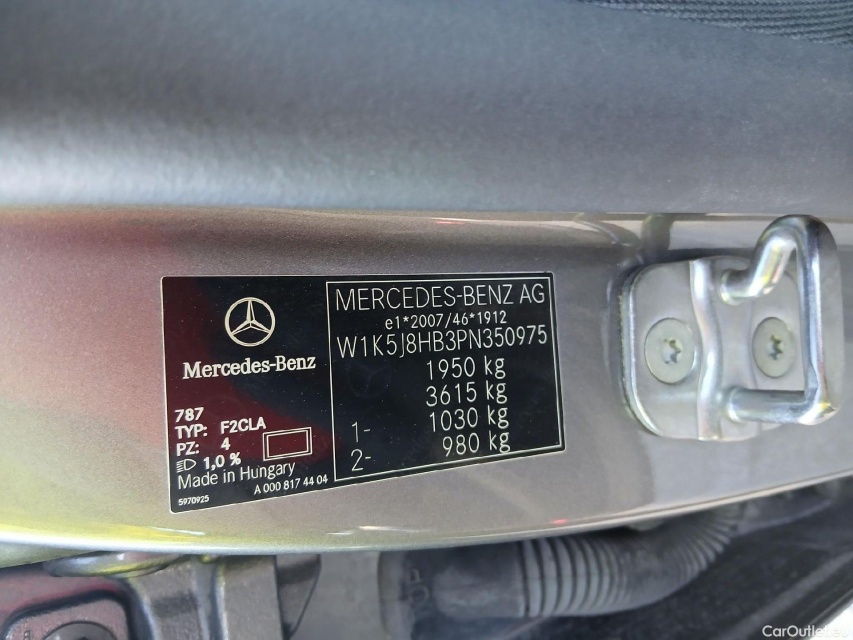 Mercedes-Benz
787
TYP: F2CLA
PZ: 4
1,0 %
Made in Hungary
A 000 817 44 04
5970925
MERCEDES-BENZ AG
e1*2007/46*1912
W1K5J8HB3PN350975
1950 kg
3615 kg
1- 1030 kg
2- 980 kg